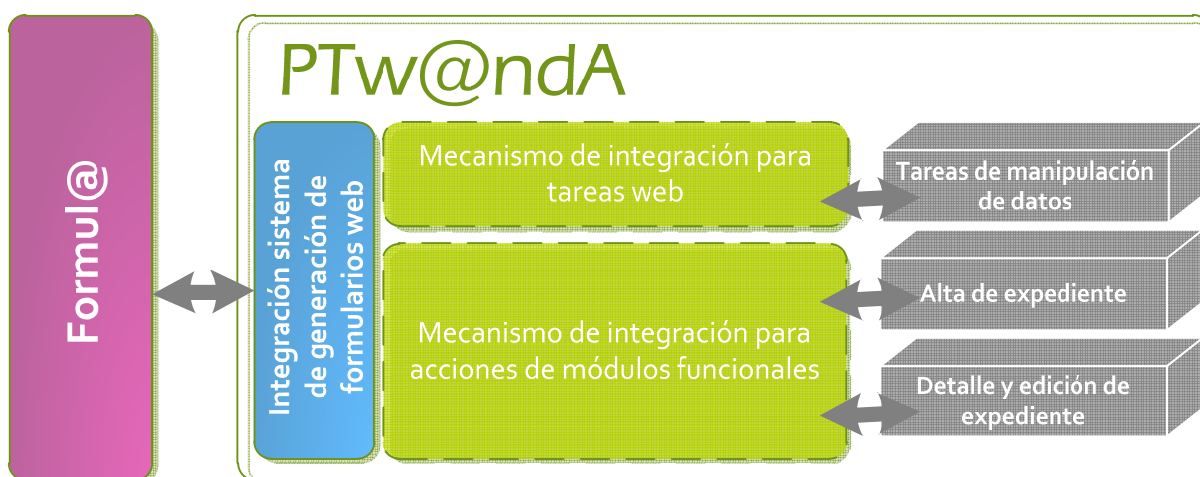 PTw@ndA
Formul@
Integración sistema
de generación de
formularios web
Mecanismo de integración para
tareas web
Tareas de manipulación
de datos
Mecanismo de integración para
acciones de módulos funcionales
Alta de expediente
Detalle y edición de
expediente